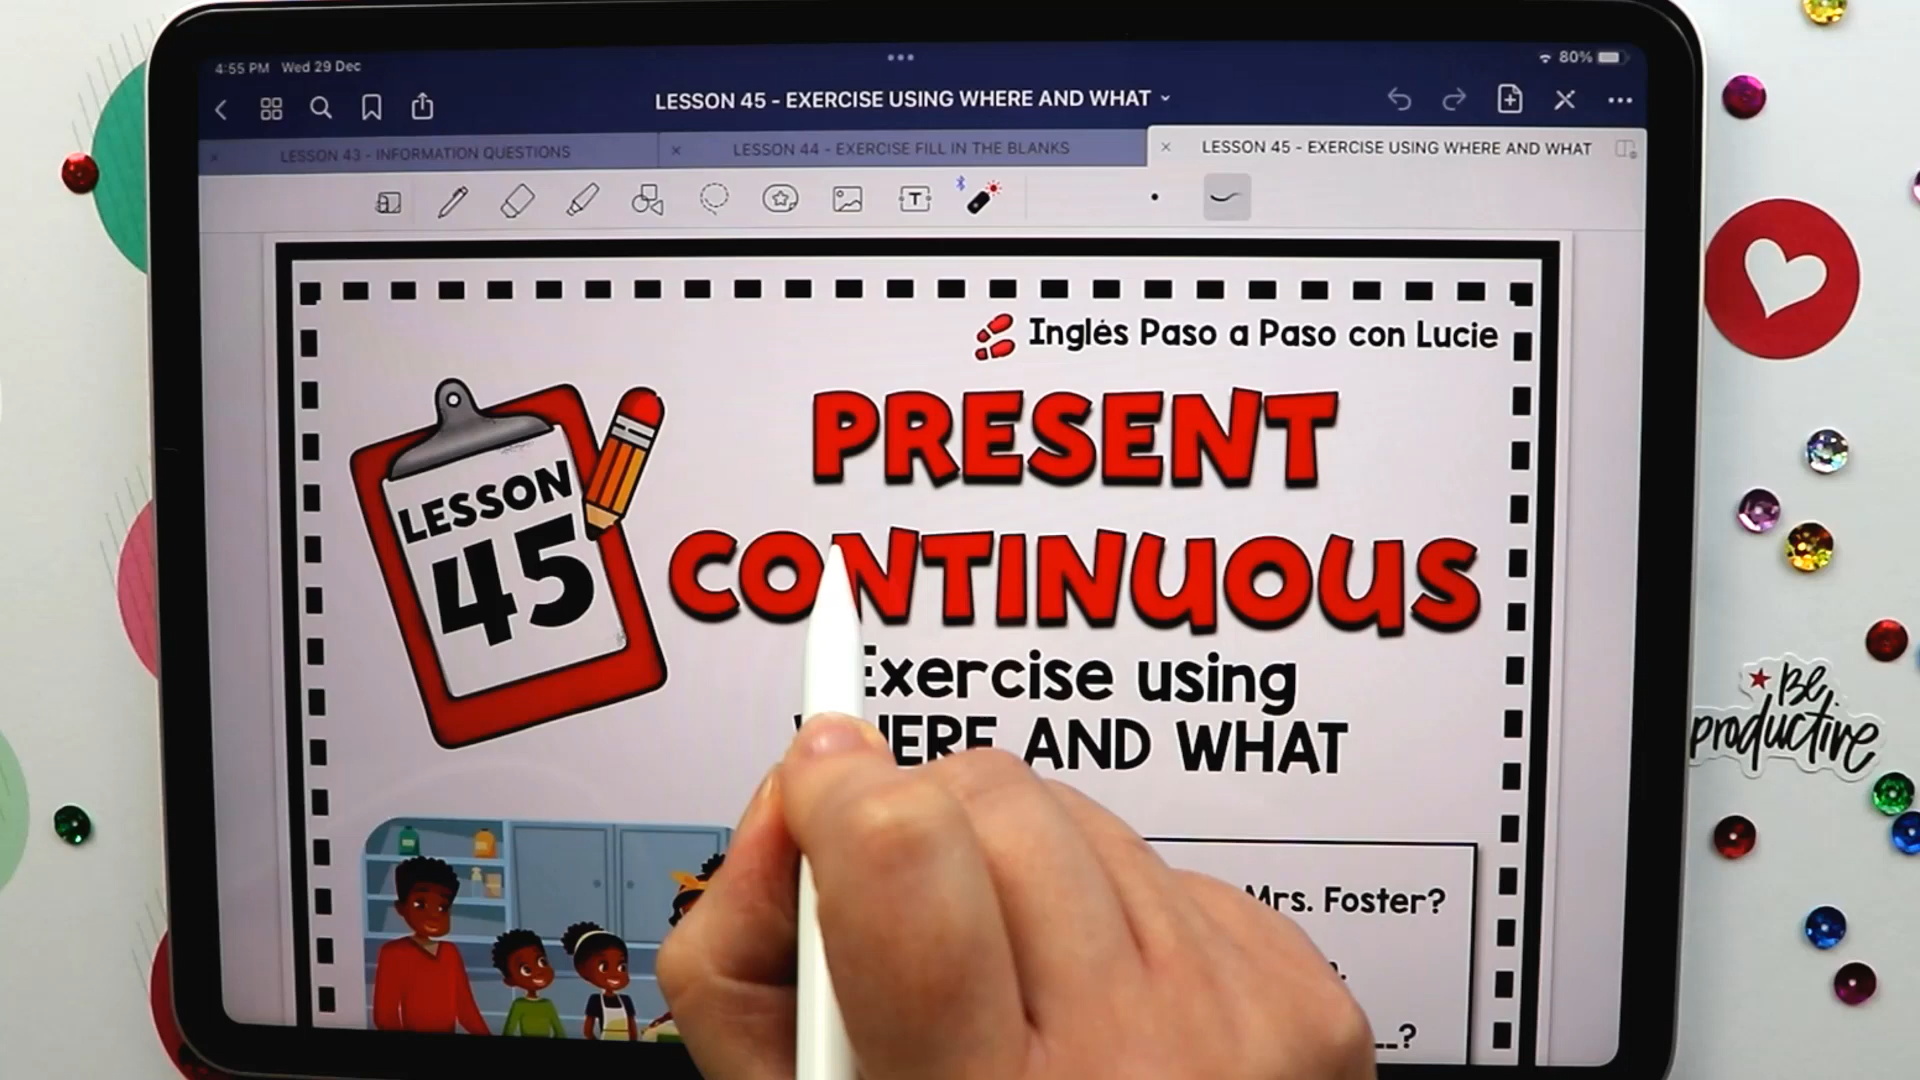 4:55 PM Wed 29 Dec
80%
LESSON 45 - EXERCISE USING WHERE AND WHAT
LESSON 43 - INFORMATION QUESTIONS
LESSON 44 - EXERCISE FILL IN THE BLANKS
LESSON 45 - EXERCISE USING WHERE AND WHAT
Inglés Paso a Paso con Lucie
LESSON
45
PRESENT
CONTINUOUS
Exercise using
WHERE AND WHAT
Mrs. Foster?
BE
productive